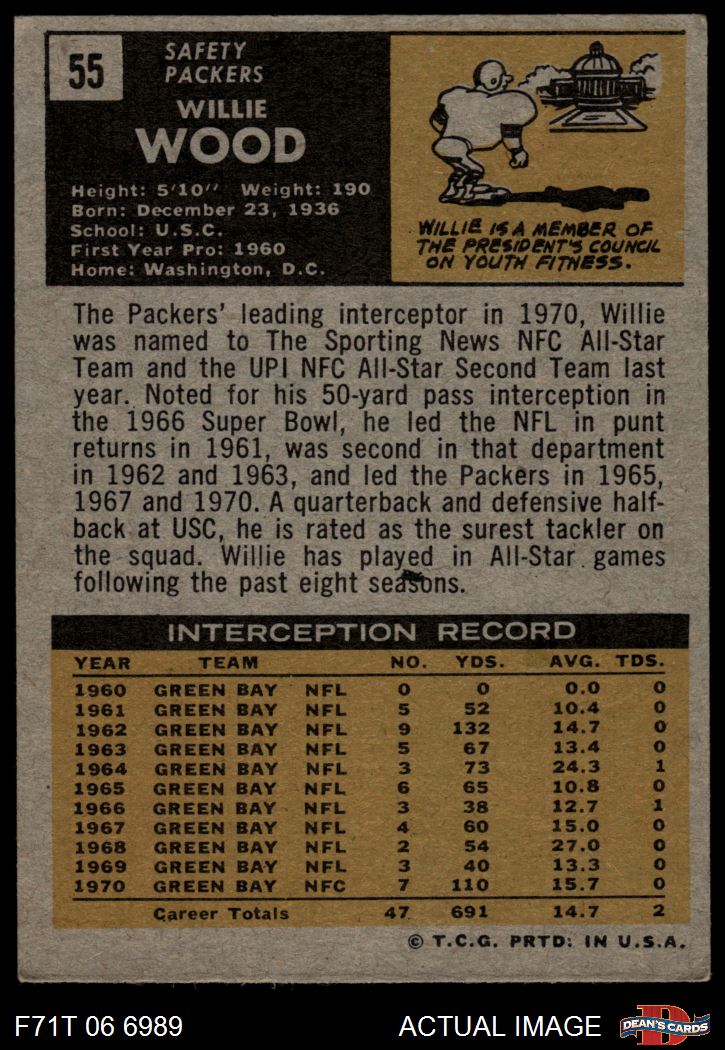 55
SAFETY
PACKERS
WILLIE
WOOD
Height: 5'10" Weight: 190
Born: December 23, 1936
School: U.S.C.
First Year Pro: 1960
Home: Washington, D.C.
WILLIE IS A MEMBER OF
THE PRESIDENT'S COUNCIL
ON YOUTH FITNESS.
The Packers' leading interceptor in 1970, Willie
was named to The Sporting News NFC All-Star
Team and the UPI NFC All-Star Second Team last
year. Noted for his 50-yard pass interception in
the 1966 Super Bowl, he led the NFL in punt
returns in 1961, was second in that department
in 1962 and 1963, and led the Packers in 1965,
1967 and 1970. A quarterback and defensive half-
back at USC, he is rated as the surest tackler on
the squad. Willie has played in All-Star games
following the past eight seasons.
INTERCEPTION RECORD
YEAR TEAM NO. YDS. AVG. TDS.
1960 GREEN BAY NFL 0 0 0.0 0
1961 GREEN BAY NFL 5 52 10.4 0
1962 GREEN BAY NFL 9 132 14.7 0
1963 GREEN BAY NFL 5 67 13.4 0
1964 GREEN BAY NFL 3 73 24.3 1
1965 GREEN BAY NFL 6 65 10.8 0
1966 GREEN BAY NFL 3 38 12.7 1
1967 GREEN BAY NFL 4 60 15.0 0
1968 GREEN BAY NFL 2 54 27.0 0
1969 GREEN BAY NFL 3 40 13.3 0
1970 GREEN BAY NFC 7 110 15.7 0
Career Totals 47 691 14.7 2
© T.C.G. PRTD: IN U.S.A.
F71T 06 6989 ACTUAL IMAGE D DEAN'S CARDS